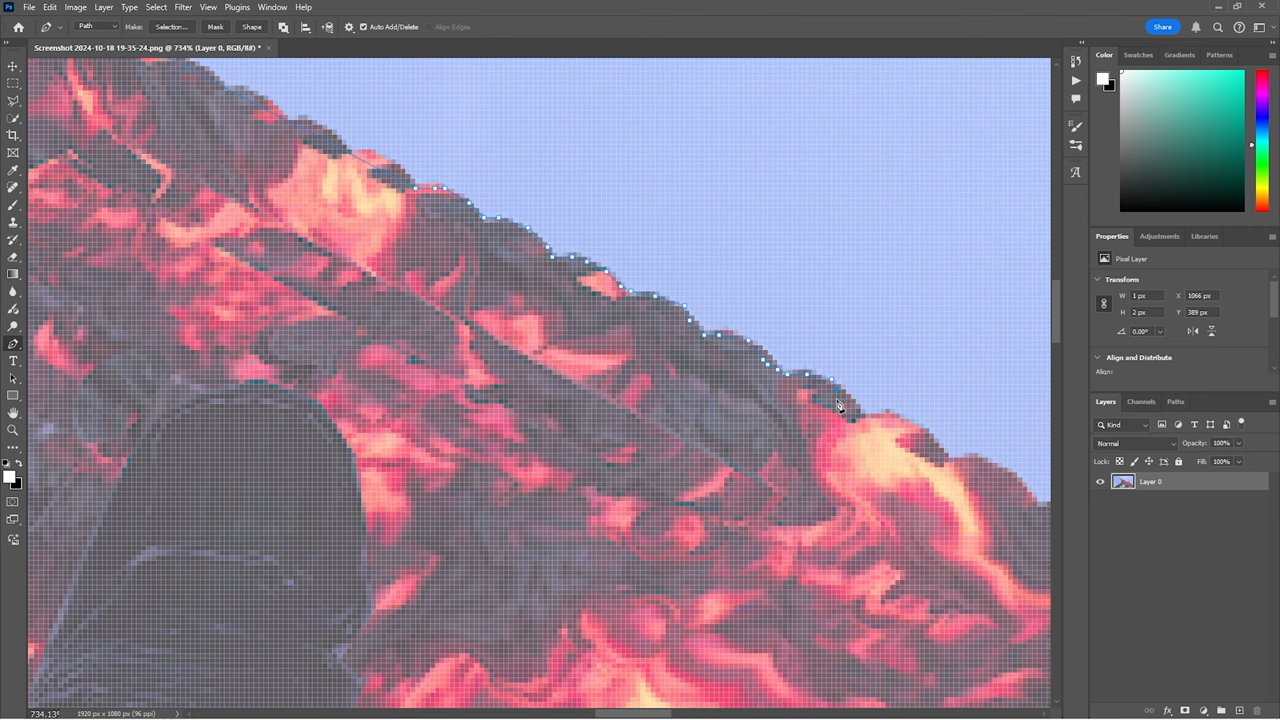 Ps File Edit Image Layer Type Select Filter View Plugins Window Help
Path Make: Selection... Mask Shape Auto Add/Delete Align Edges Share
Screenshot 2024-10-18 19-35-24.png @ 734% (Layer 0, RGB/8#) *
Color Swatches Gradients Patterns
Properties Adjustments Libraries
Pixel Layer
Transform
W 1 px X 1066 px
H 2 px Y 389 px
0.00°
Align and Distribute
Align:
Layers Channels Paths
Kind
Normal Opacity: 100%
Lock: Fill: 100%
Layer 0
734.13% 1920 px x 1080 px (96 ppi)